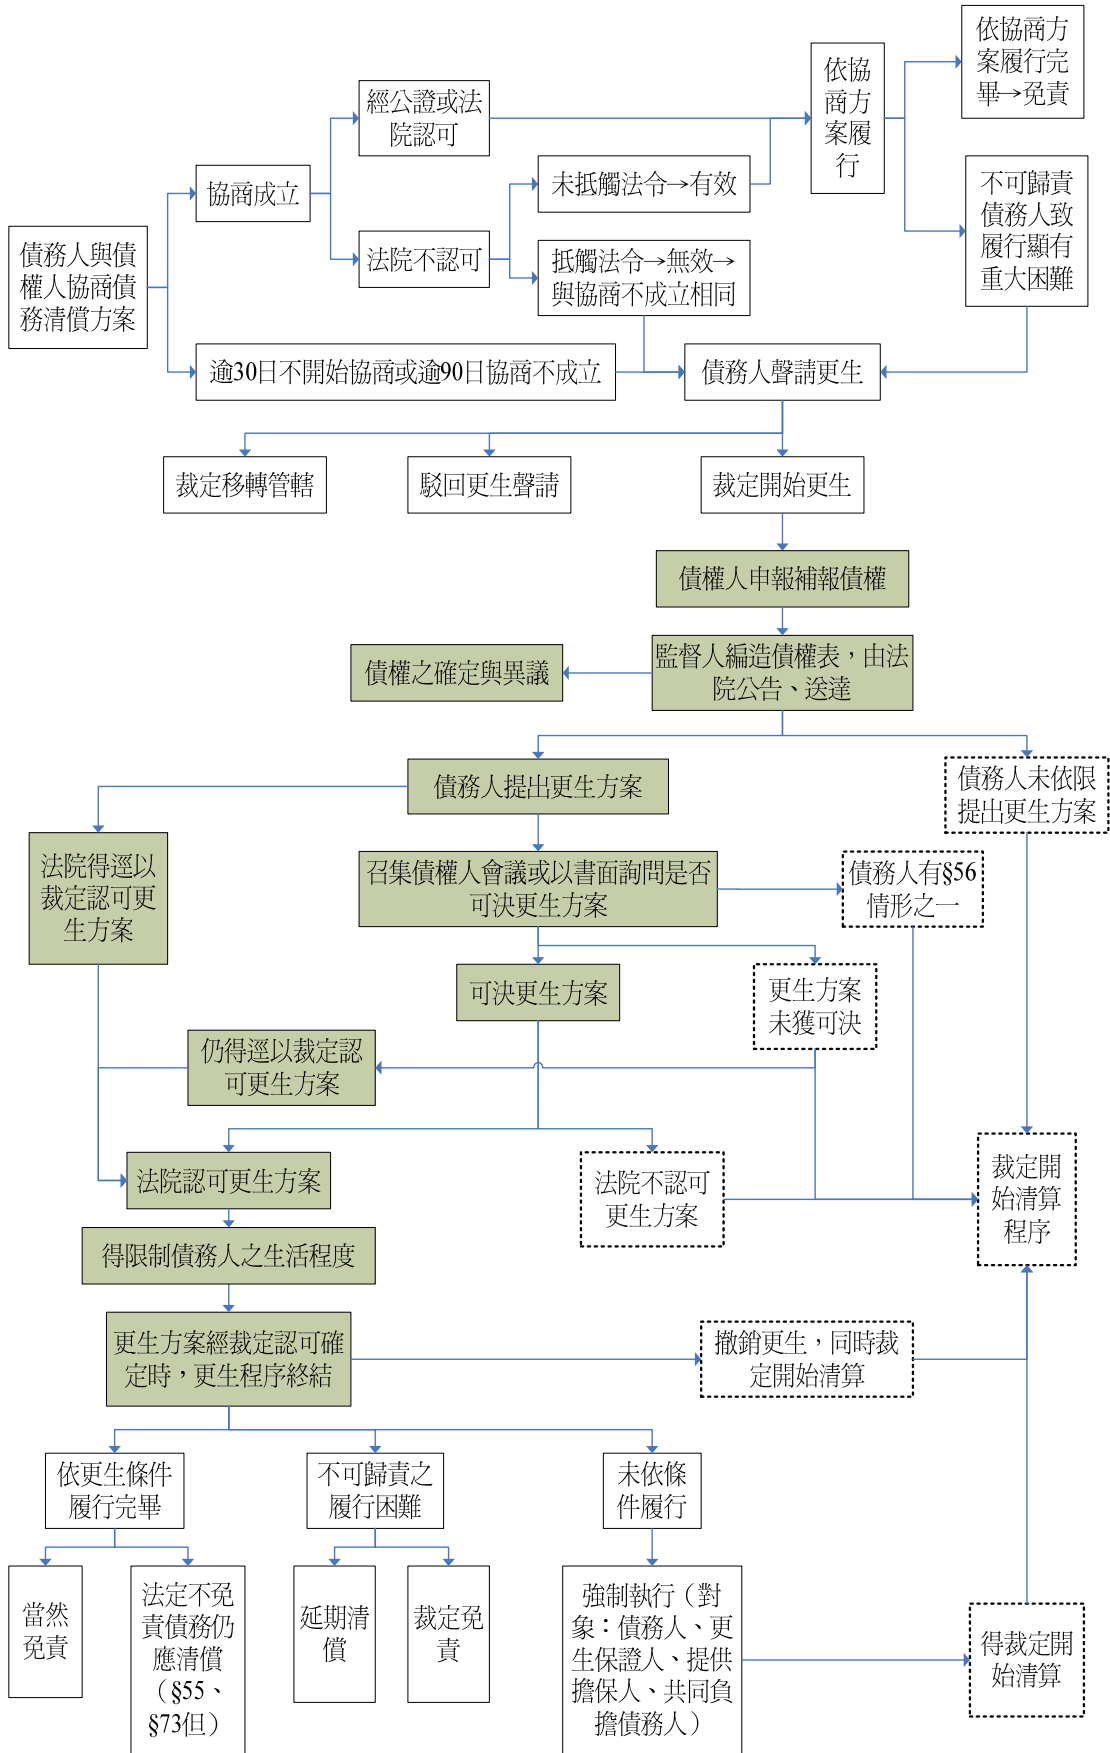 依協商方
案履行完
畢→免責
經公證或法
院認可
依協
商方
案履
行
協商成立
未抵觸法令→有效
不可歸責
債務人致
履行顯有
重大困難
債務人與債
權人協商債
務清償方案
法院不認可
抵觸法令→無效→
與協商不成立相同
逾30日不開始協商或逾90日協商不成立
債務人聲請更生
裁定移轉管轄
駁回更生聲請
裁定開始更生
債權人申報補報債權
債權之確定與異議
監督人編造債權表，由法
院公告、送達
債務人提出更生方案
債務人未依限
提出更生方案
法院得逕以
裁定認可更
生方案
召集債權人會議或以書面詢問是否
可決更生方案
債務人有§56
情形之一
可決更生方案
更生方案
未獲可決
仍得逕以裁定認
可更生方案
法院認可更生方案
法院不認可
更生方案
裁定開
始清算
程序
得限制債務人之生活程度
更生方案經裁定認可確
定時，更生程序終結
撤銷更生，同時裁
定開始清算
依更生條件
履行完畢
不可歸責之
履行困難
未依條
件履行
當然
免責
法定不免
責債務仍
應清償
（§55、
§73但）
延期清
償
裁定免
責
強制執行（對
象：債務人、更
生保證人、提供
擔保人、共同負
擔債務人）
得裁定開
始清算